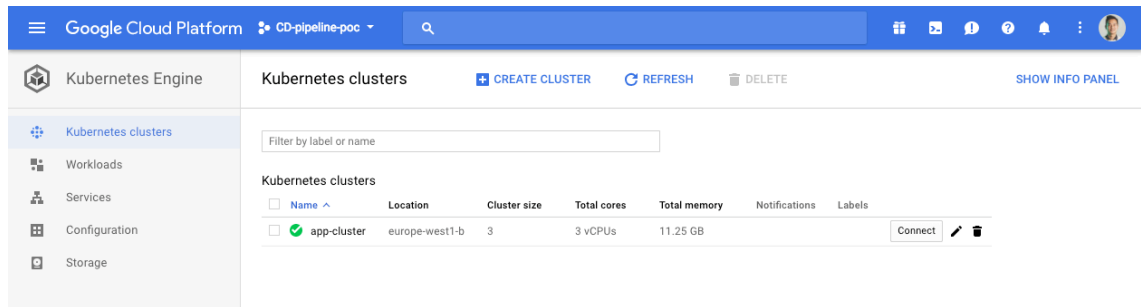 Google Cloud Platform CD-pipeline-poc
Kubernetes Engine
Kubernetes clusters CREATE CLUSTER REFRESH DELETE SHOW INFO PANEL
Kubernetes clusters
Workloads
Services
Configuration
Storage
Filter by label or name
Kubernetes clusters
Name Location Cluster size Total cores Total memory Notifications Labels
app-cluster europe-west1-b 3 3 vCPUs 11.25 GB Connect